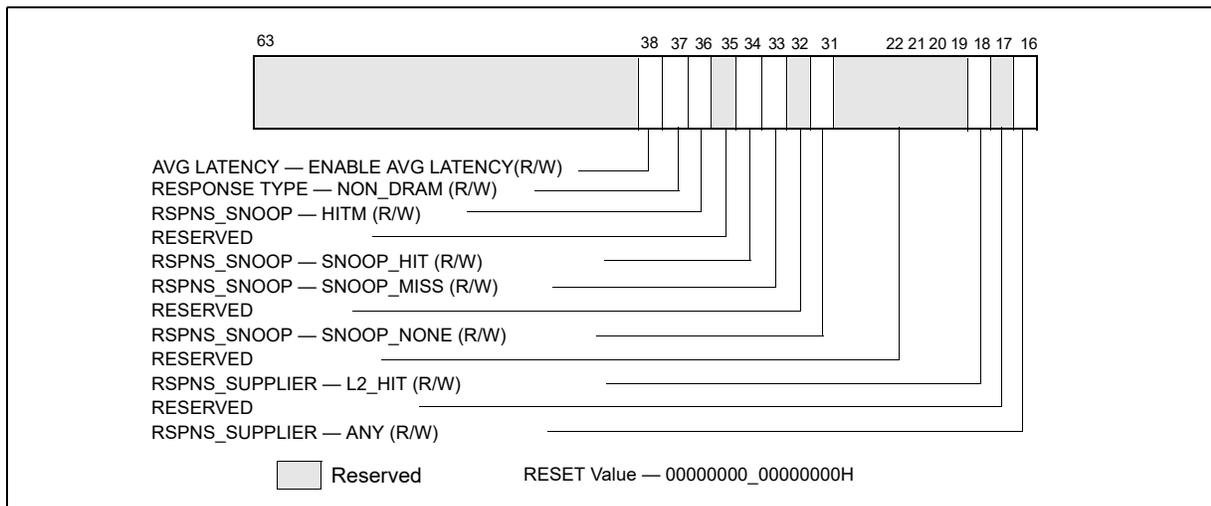 63 38 37 36 35 34 33 32 31 22 21 20 19 18 17 16
AVG LATENCY — ENABLE AVG LATENCY(R/W)
RESPONSE TYPE — NON_DRAM (R/W)
RSPNS_SNOOP — HITM (R/W)
RESERVED
RSPNS_SNOOP — SNOOP_HIT (R/W)
RSPNS_SNOOP — SNOOP_MISS (R/W)
RESERVED
RSPNS_SNOOP — SNOOP_NONE (R/W)
RESERVED
RSPNS_SUPPLIER — L2_HIT (R/W)
RESERVED
RSPNS_SUPPLIER — ANY (R/W)
Reserved RESET Value — 00000000_00000000H